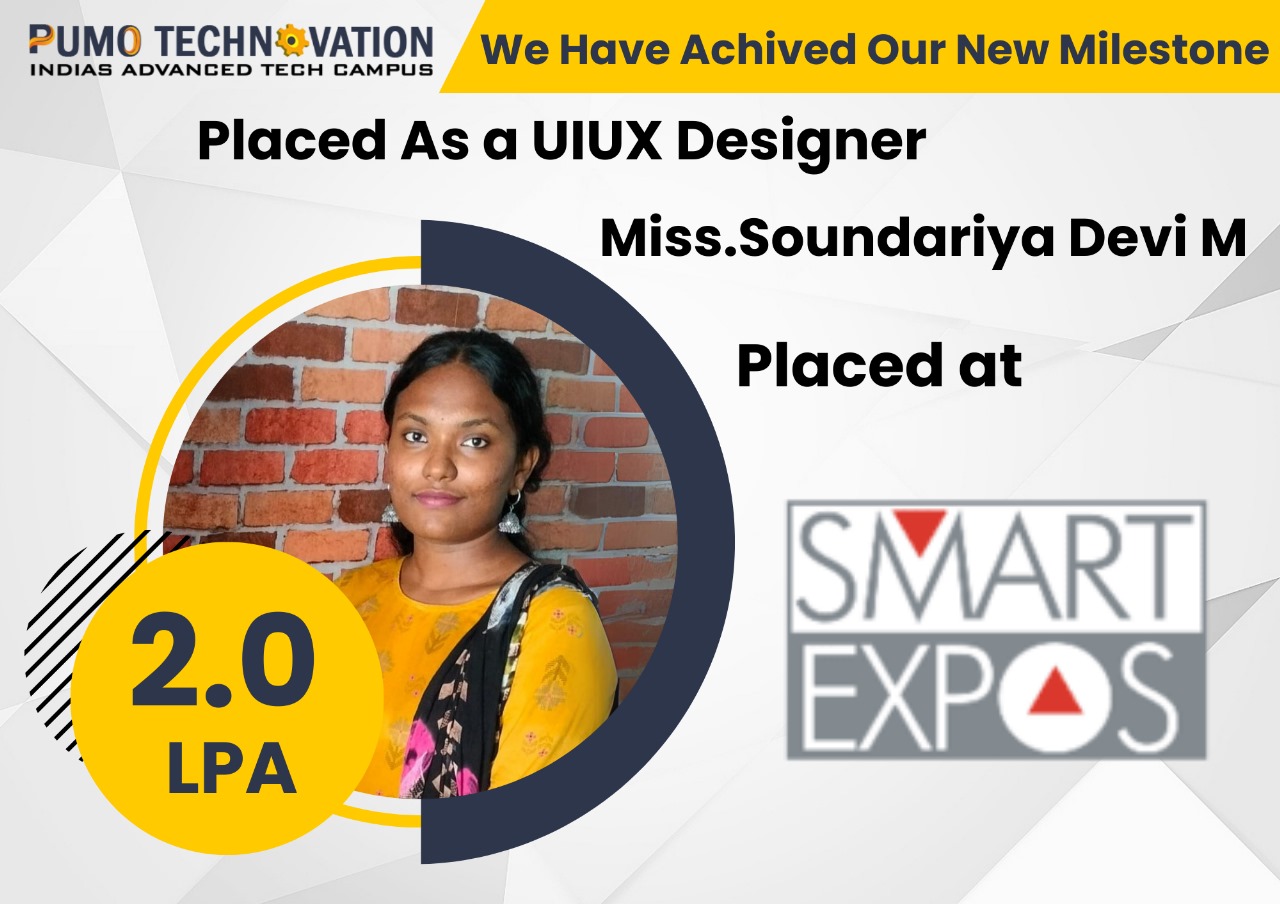 PUMO TECHNOVATION
INDIAS ADVANCED TECH CAMPUS
We Have Achived Our New Milestone
Placed As a UIUX Designer
Miss.Soundariya Devi M
Placed at
SMART
EXPOS
2.0
LPA